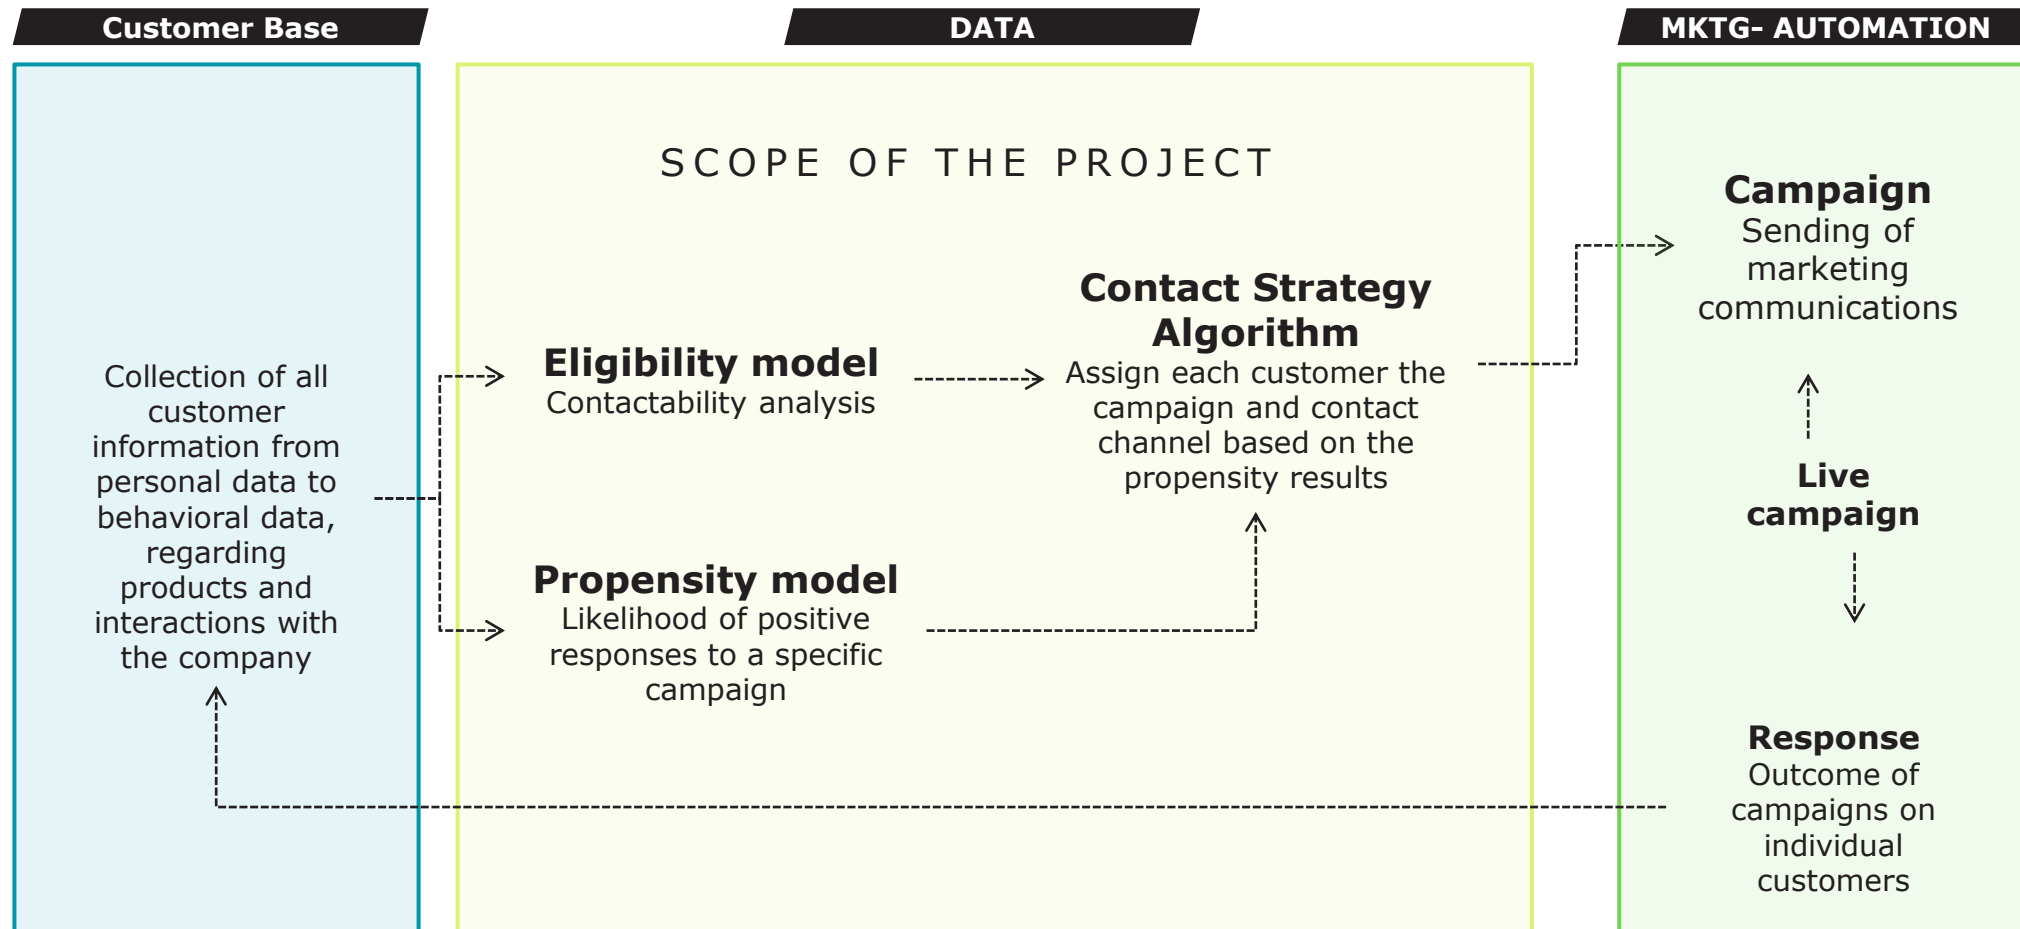 Customer Base
DATA
MKTG- AUTOMATION
Collection of all
customer
information from
personal data to
behavioral data,
regarding
products and
interactions with
the company
SCOPE OF THE PROJECT
Eligibility model
Contactability analysis
Propensity model
Likelihood of positive
responses to a specific
campaign
Contact Strategy
Algorithm
Assign each customer the
campaign and contact
channel based on the
propensity results
Campaign
Sending of
marketing
communications
Live
campaign
Response
Outcome of
campaigns on
individual
customers